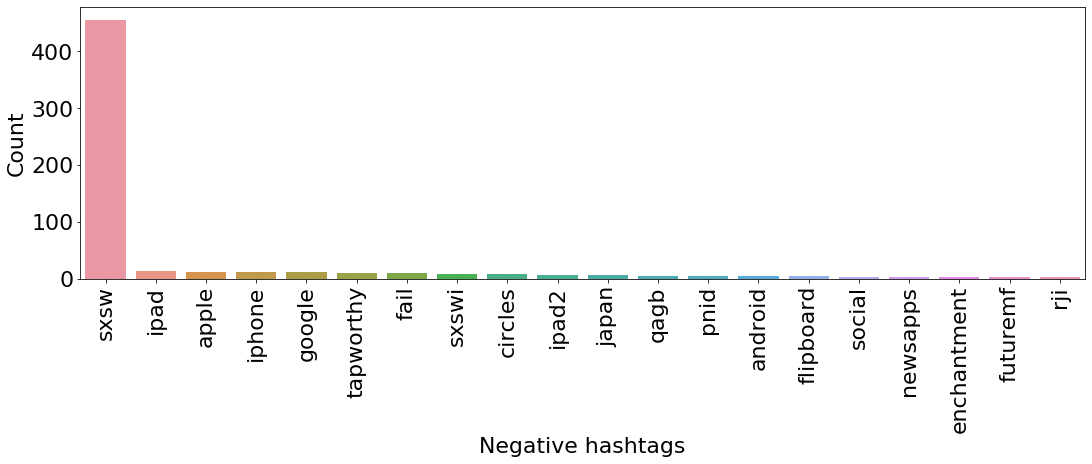 Count
400
300
200
100
0
sxsw
ipad
apple
iphone
google
tapworthy
fail
sxswi
circles
ipad2
japan
qagb
pnid
android
flipboard
social
newsapps
enchantment
futuremf
rji
Negative hashtags